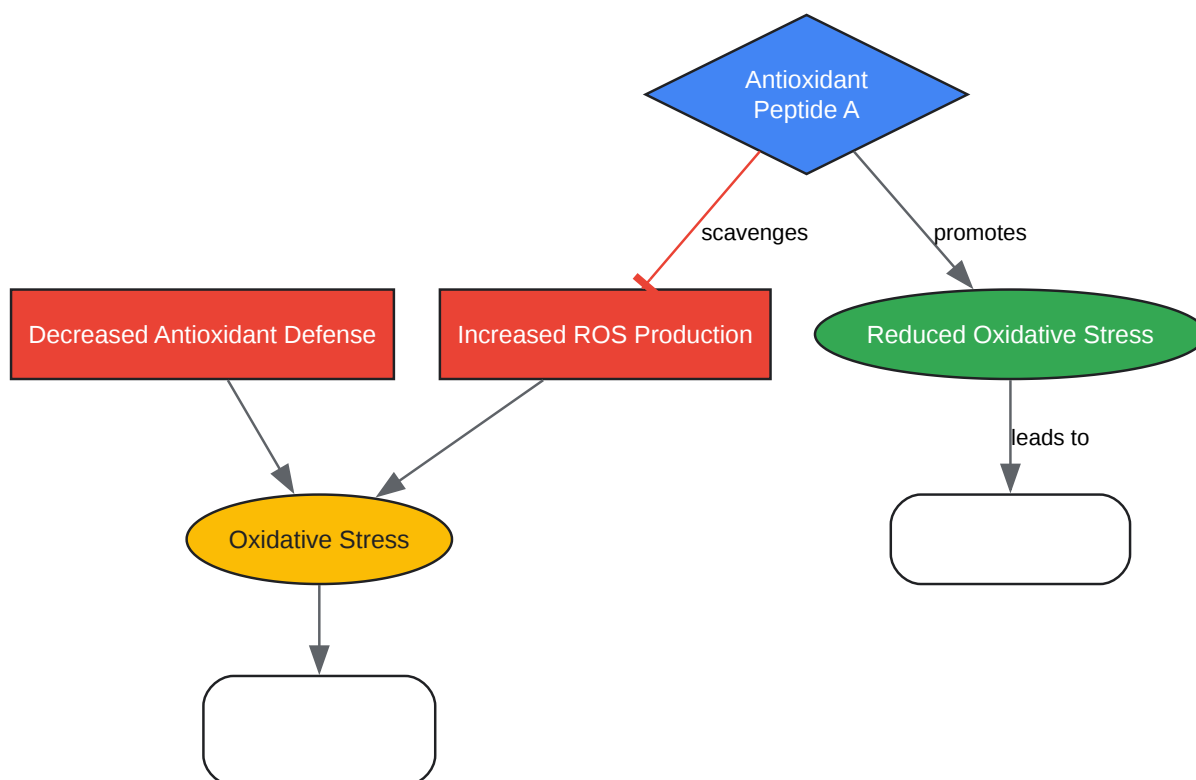 Antioxidant
Peptide A
scavenges
promotes
Decreased Antioxidant Defense
Increased ROS Production
Reduced Oxidative Stress
leads to
Oxidative Stress